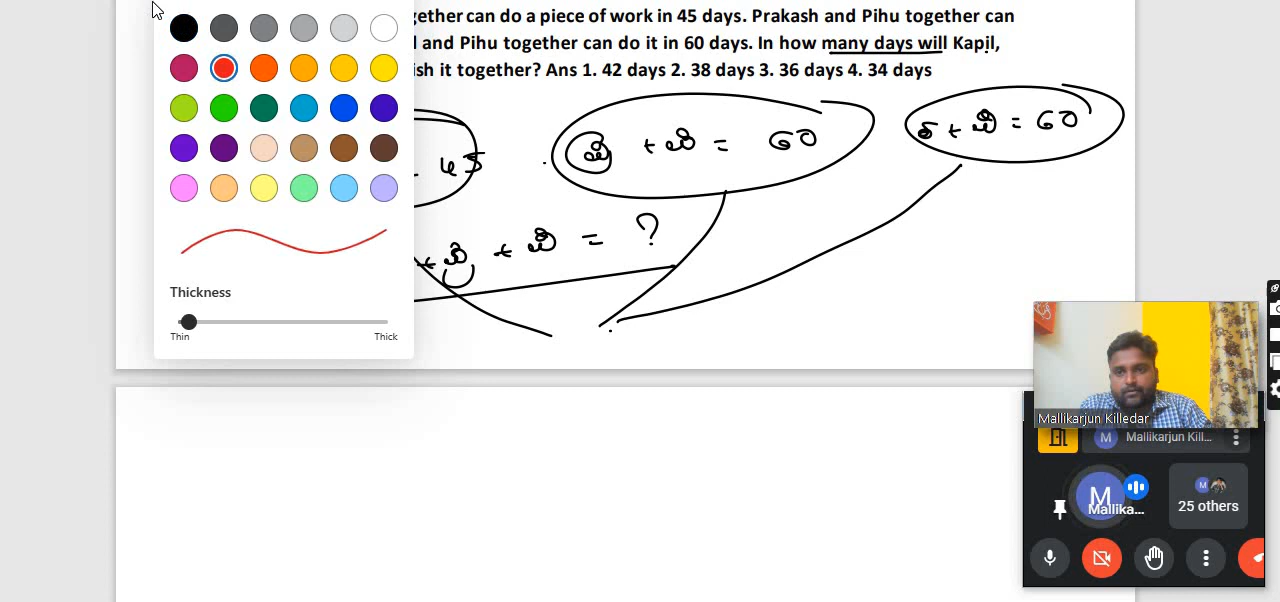 gether can do a piece of work in 45 days. Prakash and Pihu together can
l and Pihu together can do it in 60 days. In how many days will Kapil,
ish it together? Ans 1. 42 days 2. 38 days 3. 36 days 4. 34 days
45
+ = 60
+ = 60
+ + = ?
Thickness
Thin Thick
Mallikarjun Killedar
M Mallikarjun Kill...
M Mallika...
M 25 others